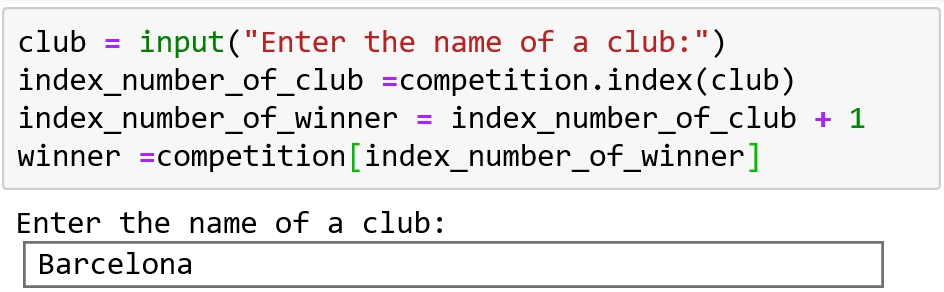 club = input("Enter the name of a club:")
index_number_of_club =competition.index(club)
index_number_of_winner = index_number_of_club + 1
winner =competition[index_number_of_winner]
Enter the name of a club:
Barcelona